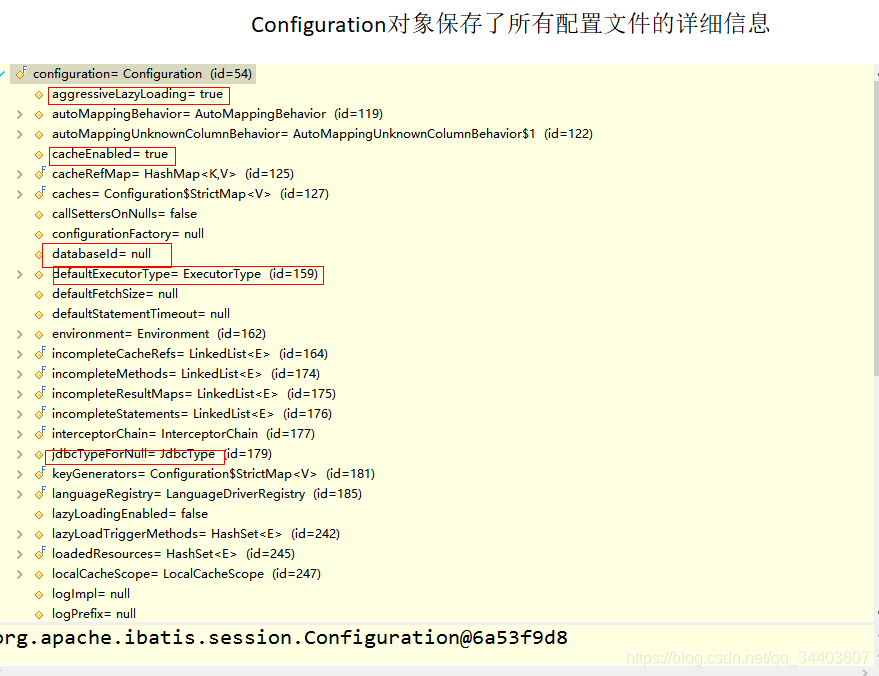 Configuration对象保存了所有配置文件的详细信息
configuration= Configuration (id=54)
aggressiveLazyLoading= true
autoMappingBehavior= AutoMappingBehavior (id=119)
autoMappingUnknownColumnBehavior= AutoMappingUnknownColumnBehavior$1 (id=122)
cacheEnabled= true
cacheRefMap= HashMap<K,V> (id=125)
caches= Configuration$StrictMap<V> (id=127)
callSettersOnNulls= false
configurationFactory= null
databaseId= null
defaultExecutorType= ExecutorType (id=159)
defaultFetchSize= null
defaultStatementTimeout= null
environment= Environment (id=162)
incompleteCacheRefs= LinkedList<E> (id=164)
incompleteMethods= LinkedList<E> (id=174)
incompleteResultMaps= LinkedList<E> (id=175)
incompleteStatements= LinkedList<E> (id=176)
interceptorChain= InterceptorChain (id=177)
jdbcTypeForNull= JdbcType (id=179)
keyGenerators= Configuration$StrictMap<V> (id=181)
languageRegistry= LanguageDriverRegistry (id=185)
lazyLoadingEnabled= false
lazyLoadTriggerMethods= HashSet<E> (id=242)
loadedResources= HashSet<E> (id=245)
localCacheScope= LocalCacheScope (id=247)
logImpl= null
logPrefix= null
org.apache.ibatis.session.Configuration@6a53f9d8
https://blog.csdn.net/qq_34403607